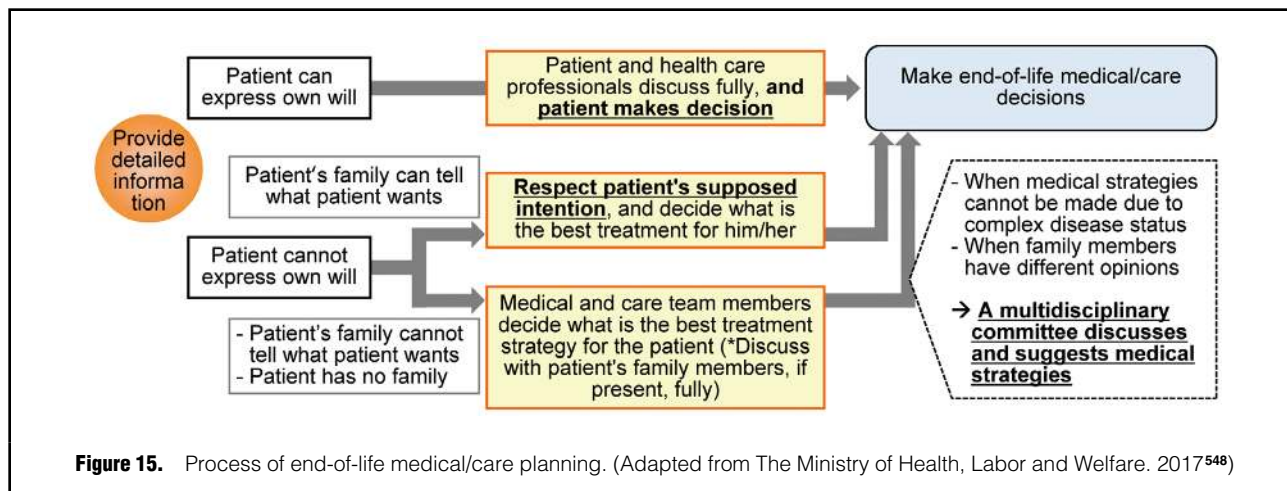 Provide
detailed
informa
tion
Patient can
express own will
Patient and health care
professionals discuss fully, and
patient makes decision
Make end-of-life medical/care
decisions
Patient's family can tell
what patient wants
Respect patient's supposed
intention, and decide what is
the best treatment for him/her
Patient cannot
express own will
- Patient's family cannot
tell what patient wants
- Patient has no family
Medical and care team members
decide what is the best treatment
strategy for the patient (*Discuss
with patient's family members, if
present, fully)
- When medical strategies
cannot be made due to
complex disease status
- When family members
have different opinions
→ A multidisciplinary
committee discusses
and suggests medical
strategies
Figure 15. Process of end-of-life medical/care planning. (Adapted from The Ministry of Health, Labor and Welfare. 2017548)